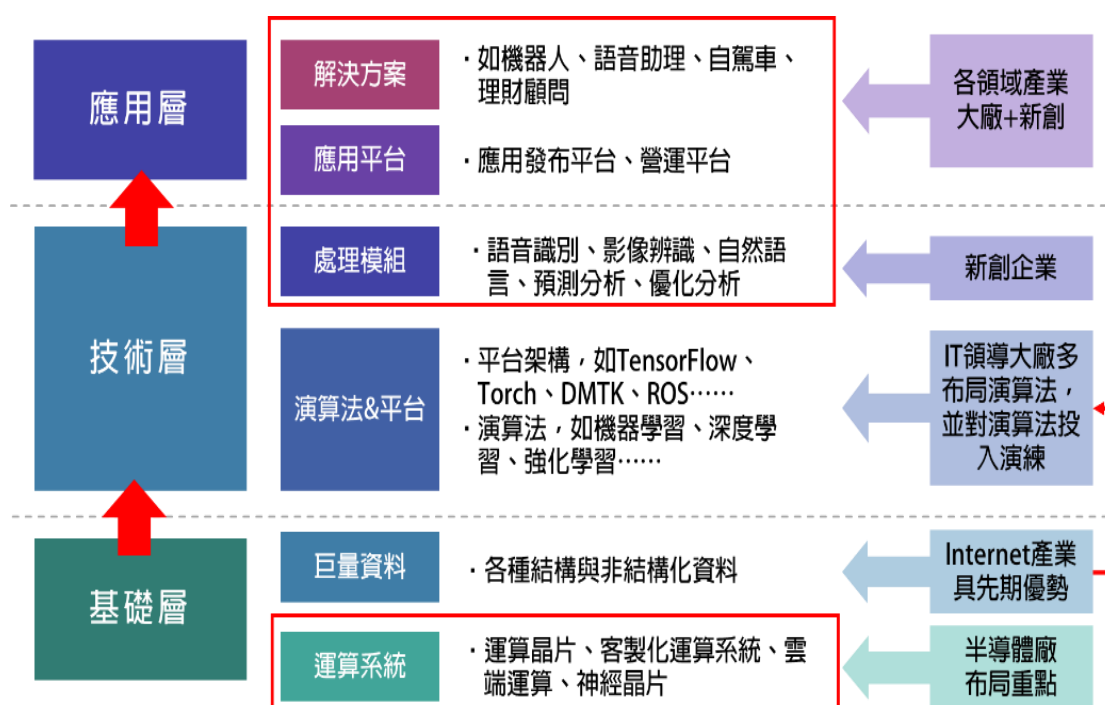 應用層
解決方案
・如機器人、語音助理、自駕車、
理財顧問
各領域產業
大廠+新創
應用平台
・應用發布平台、營運平台
技術層
處理模組
・語音識別、影像辨識、自然語
言、預測分析、優化分析
新創企業
演算法&平台
・平台架構，如TensorFlow、
Torch、DMTK、ROS……
・演算法，如機器學習、深度學
習、強化學習……
IT領導大廠多
布局演算法，
並對演算法投
入演練
基礎層
巨量資料
・各種結構與非結構化資料
Internet產業
具先期優勢
運算系統
・運算晶片、客製化運算系統、雲
端運算、神經晶片
半導體廠
布局重點